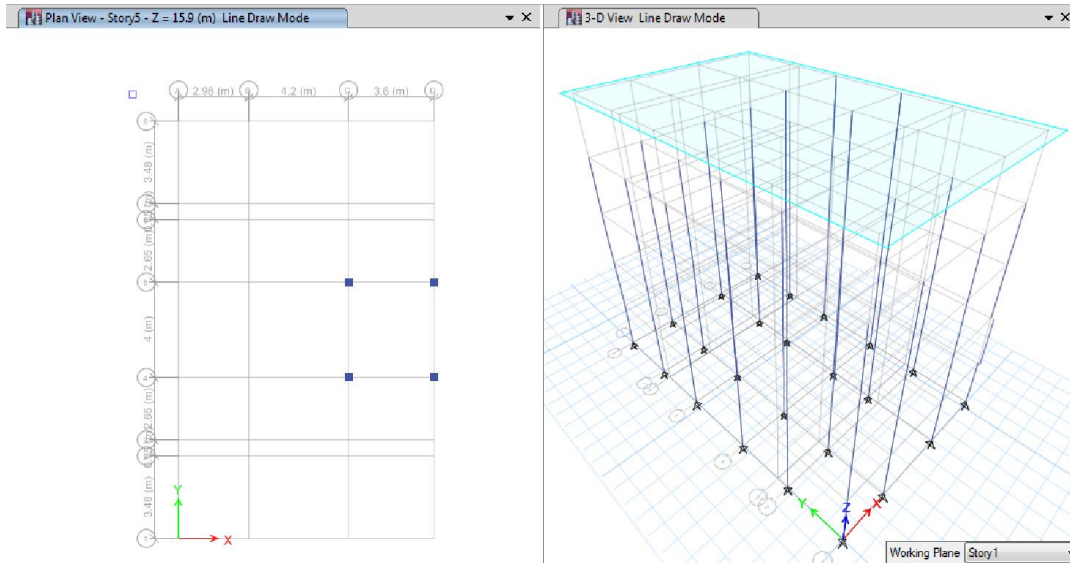 Plan View - Story5 - Z = 15.9 (m)  Line Draw Mode
3-D View  Line Draw Mode
A
2.98 (m)
B
4.2 (m)
C
3.6 (m)
D
3.48 (m)
2.65 (m)
4 (m)
2.65 (m)
3.48 (m)
1
Y
X
Y
Z
X
Working Plane
Story1